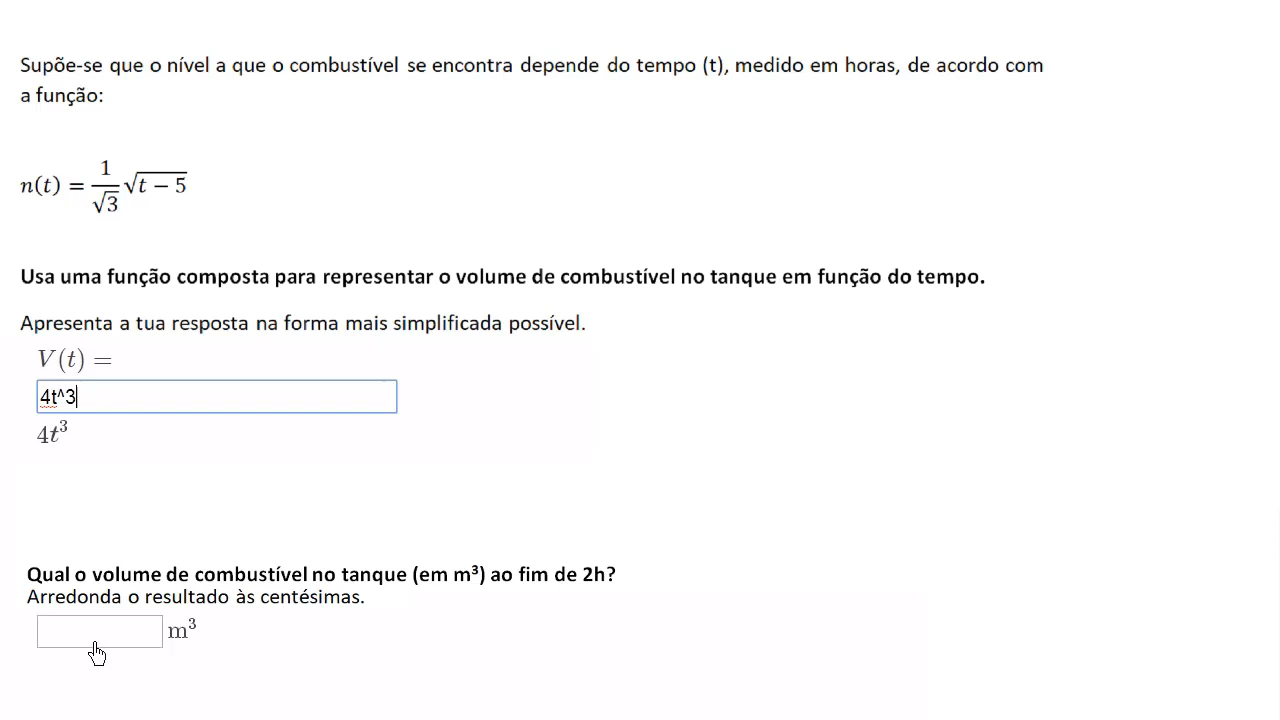 Supõe-se que o nível a que o combustível se encontra depende do tempo (t), medido em horas, de acordo com
a função:
n(t) = 1/√3 √(t − 5)
Usa uma função composta para representar o volume de combustível no tanque em função do tempo.
Apresenta a tua resposta na forma mais simplificada possível.
V(t) =
4t^3
4t³
Qual o volume de combustível no tanque (em m³) ao fim de 2h?
Arredonda o resultado às centésimas.
m³